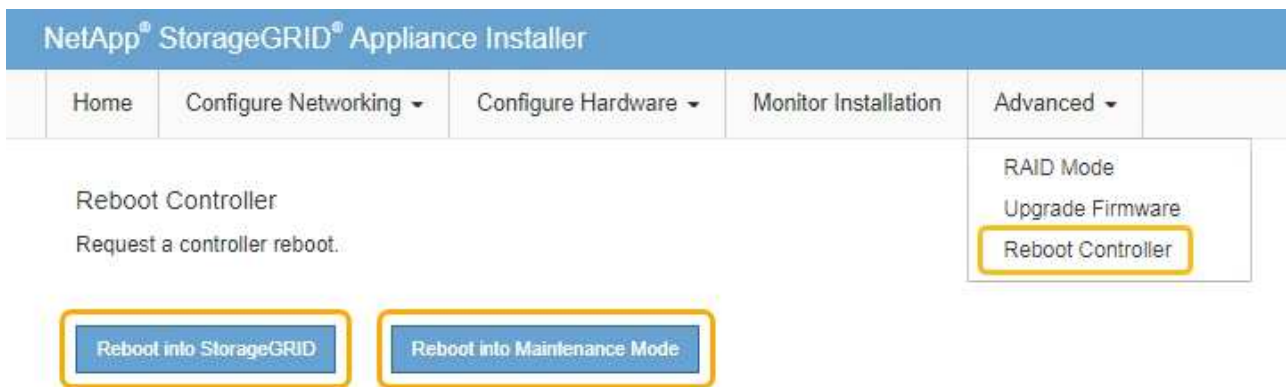 NetApp® StorageGRID® Appliance Installer
Home Configure Networking Configure Hardware Monitor Installation Advanced
RAID Mode
Upgrade Firmware
Reboot Controller
Reboot Controller
Request a controller reboot.
Reboot into StorageGRID Reboot into Maintenance Mode